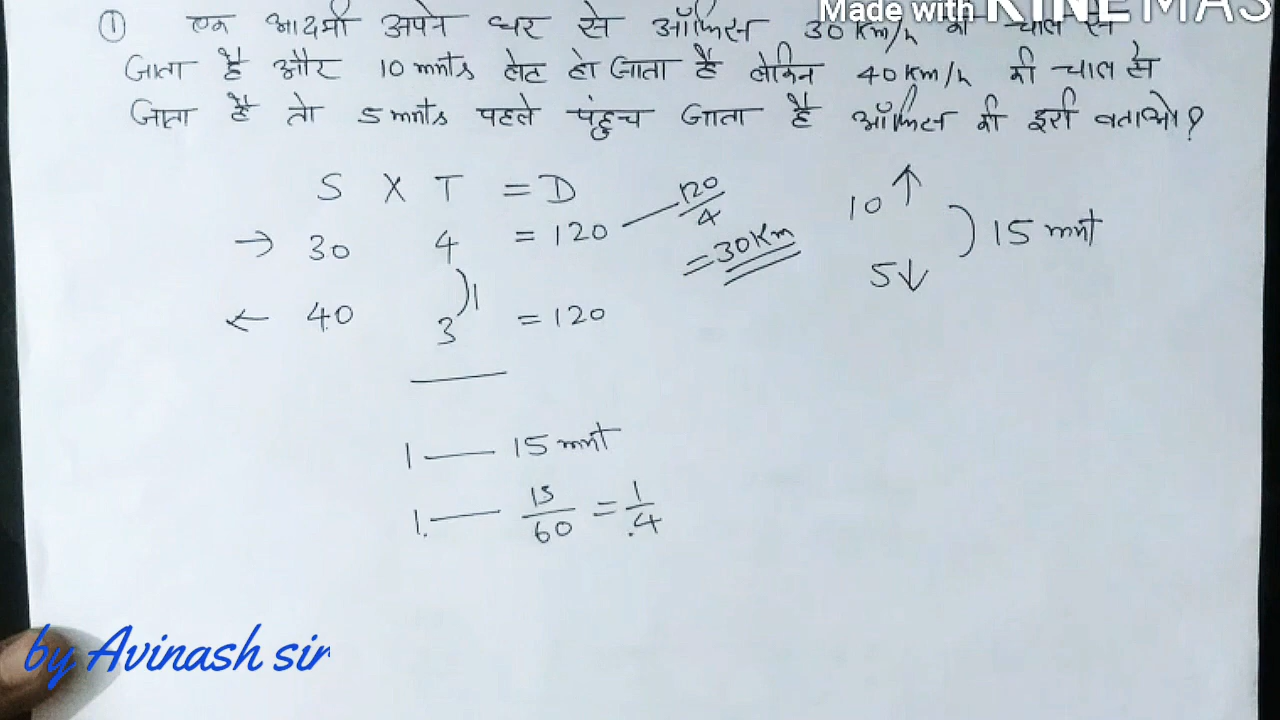 Made with KINEMAS
① एक आदमी अपने घर से ऑफिस 30 Km/h की चाल से
जाता है और 10 mnts लेट हो जाता है लेकिन 40 Km/h की चाल से
जाता है तो 5 mnts पहले पंहुच जाता है ऑफिस की दूरी बताओ?
S X T = D
→ 30 4 = 120 — 120/4
= 30 Km
10 ↑
5 ↓
) 15 mnt
)1
← 40 3 = 120
1 — 15 mnt
1. — 15/60 = 1/.4
by Avinash sir